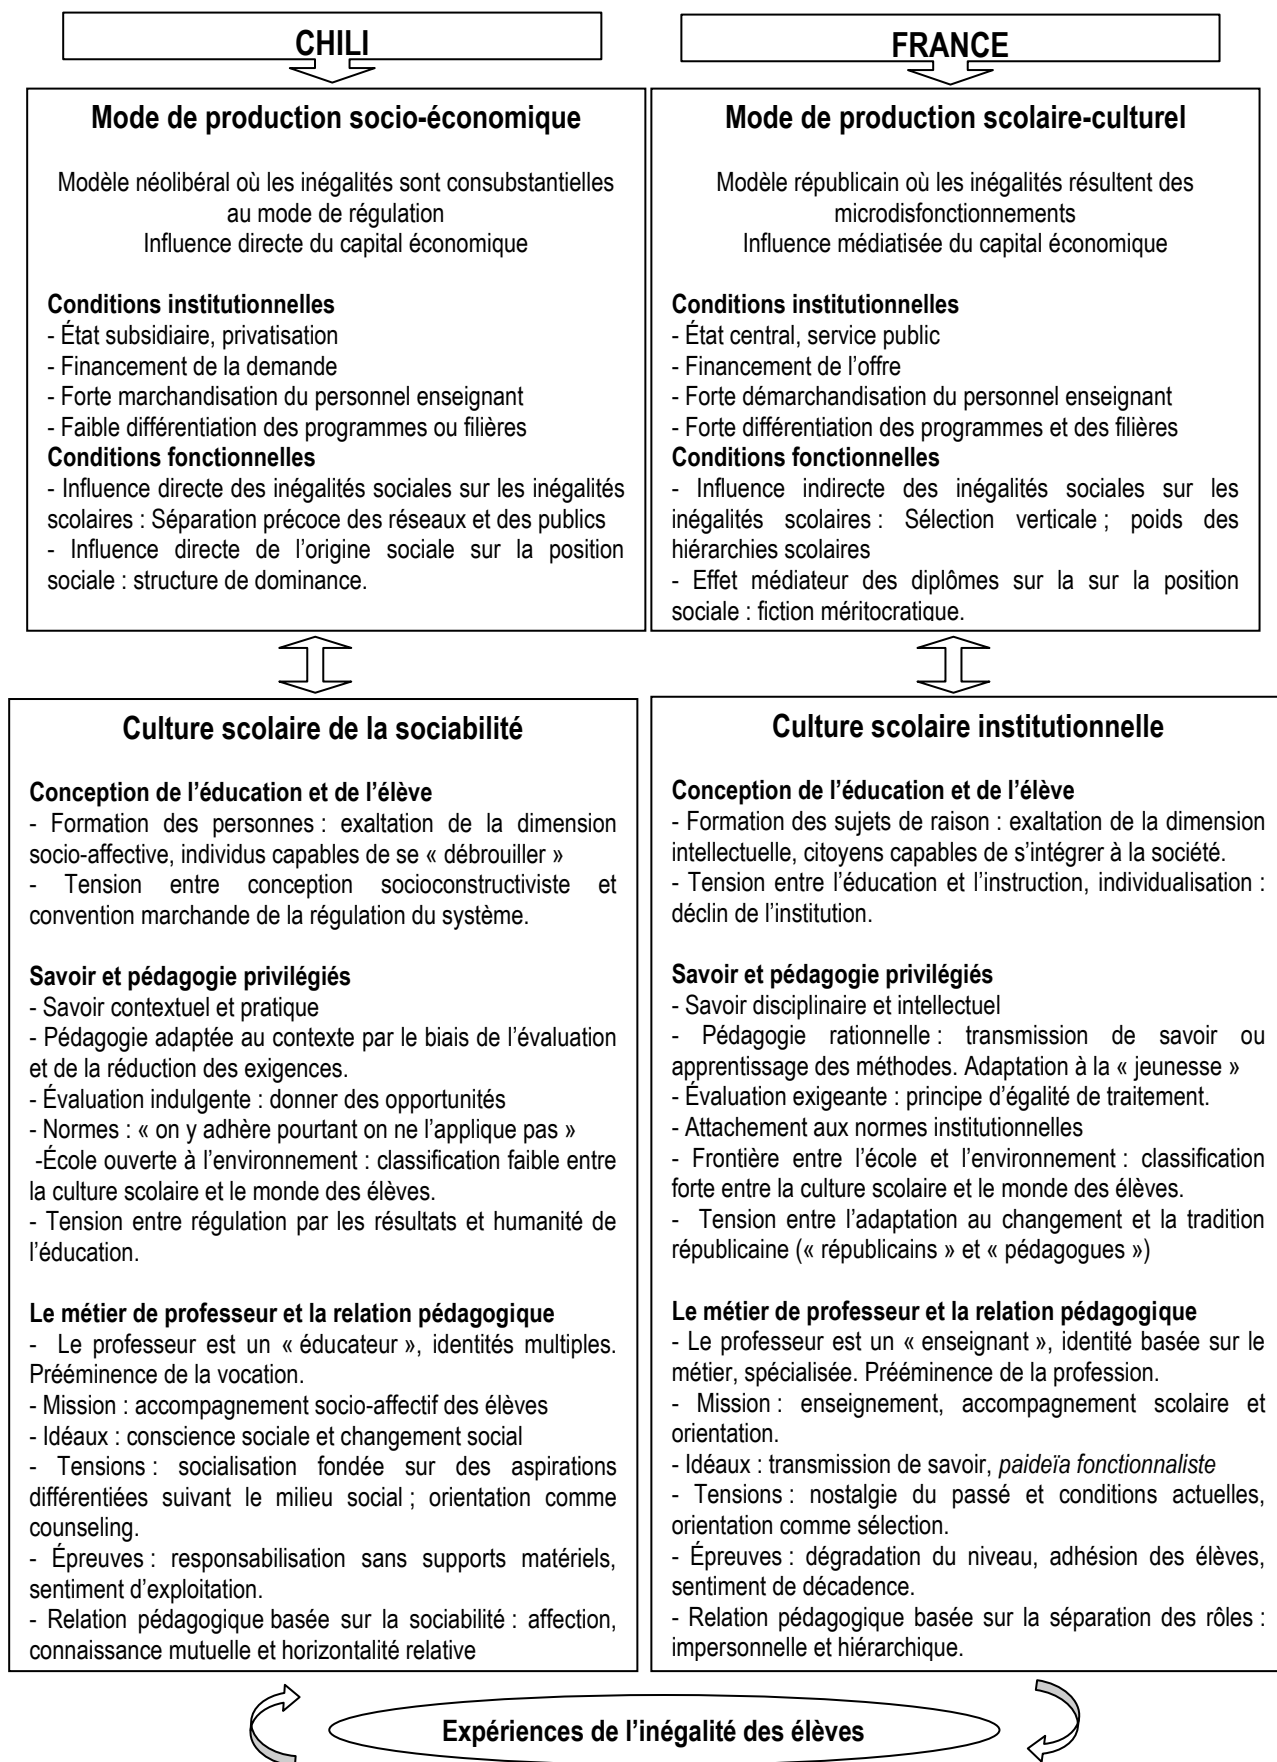 CHILI
Mode de production socio-économique
Modèle néolibéral où les inégalités sont consubstantielles
au mode de régulation
Influence directe du capital économique
Conditions institutionnelles
- État subsidiaire, privatisation
- Financement de la demande
- Forte marchandisation du personnel enseignant
- Faible différentiation des programmes ou filières
Conditions fonctionnelles
- Influence directe des inégalités sociales sur les inégalités
scolaires : Séparation précoce des réseaux et des publics
- Influence directe de l’origine sociale sur la position
sociale : structure de dominance.
FRANCE
Mode de production scolaire-culturel
Modèle républicain où les inégalités résultent des
microdisfonctionnements
Influence médiatisée du capital économique
Conditions institutionnelles
- État central, service public
- Financement de l’offre
- Forte démarchandisation du personnel enseignant
- Forte différentiation des programmes et des filières
Conditions fonctionnelles
- Influence indirecte des inégalités sociales sur les
inégalités scolaires : Sélection verticale ; poids des
hiérarchies scolaires
- Effet médiateur des diplômes sur la sur la position
sociale : fiction méritocratique.
Culture scolaire de la sociabilité
Conception de l’éducation et de l’élève
- Formation des personnes : exaltation de la dimension
socio-affective, individus capables de se « débrouiller »
- Tension entre conception socioconstructiviste et
convention marchande de la régulation du système.
Savoir et pédagogie privilégiés
- Savoir contextuel et pratique
- Pédagogie adaptée au contexte par le biais de l’évaluation
et de la réduction des exigences.
- Évaluation indulgente : donner des opportunités
- Normes : « on y adhère pourtant on ne l’applique pas »
-École ouverte à l’environnement : classification faible entre
la culture scolaire et le monde des élèves.
- Tension entre régulation par les résultats et humanité de
l’éducation.
Le métier de professeur et la relation pédagogique
- Le professeur est un « éducateur », identités multiples.
Prééminence de la vocation.
- Mission : accompagnement socio-affectif des élèves
- Idéaux : conscience sociale et changement social
- Tensions : socialisation fondée sur des aspirations
différentiées suivant le milieu social ; orientation comme
counseling.
- Épreuves : responsabilisation sans supports matériels,
sentiment d’exploitation.
- Relation pédagogique basée sur la sociabilité : affection,
connaissance mutuelle et horizontalité relative
Culture scolaire institutionnelle
Conception de l’éducation et de l’élève
- Formation des sujets de raison : exaltation de la dimension
intellectuelle, citoyens capables de s’intégrer à la société.
- Tension entre l’éducation et l’instruction, individualisation :
déclin de l’institution.
Savoir et pédagogie privilégiés
- Savoir disciplinaire et intellectuel
- Pédagogie rationnelle : transmission de savoir ou
apprentissage des méthodes. Adaptation à la « jeunesse »
- Évaluation exigeante : principe d’égalité de traitement.
- Attachement aux normes institutionnelles
- Frontière entre l’école et l’environnement : classification
forte entre la culture scolaire et le monde des élèves.
- Tension entre l’adaptation au changement et la tradition
républicaine (« républicains » et « pédagogues »)
Le métier de professeur et la relation pédagogique
- Le professeur est un « enseignant », identité basée sur le
métier, spécialisée. Prééminence de la profession.
- Mission : enseignement, accompagnement scolaire et
orientation.
- Idéaux : transmission de savoir, paideïa fonctionnaliste
- Tensions : nostalgie du passé et conditions actuelles,
orientation comme sélection.
- Épreuves : dégradation du niveau, adhésion des élèves,
sentiment de décadence.
- Relation pédagogique basée sur la séparation des rôles :
impersonnelle et hiérarchique.
Expériences de l’inégalité des élèves